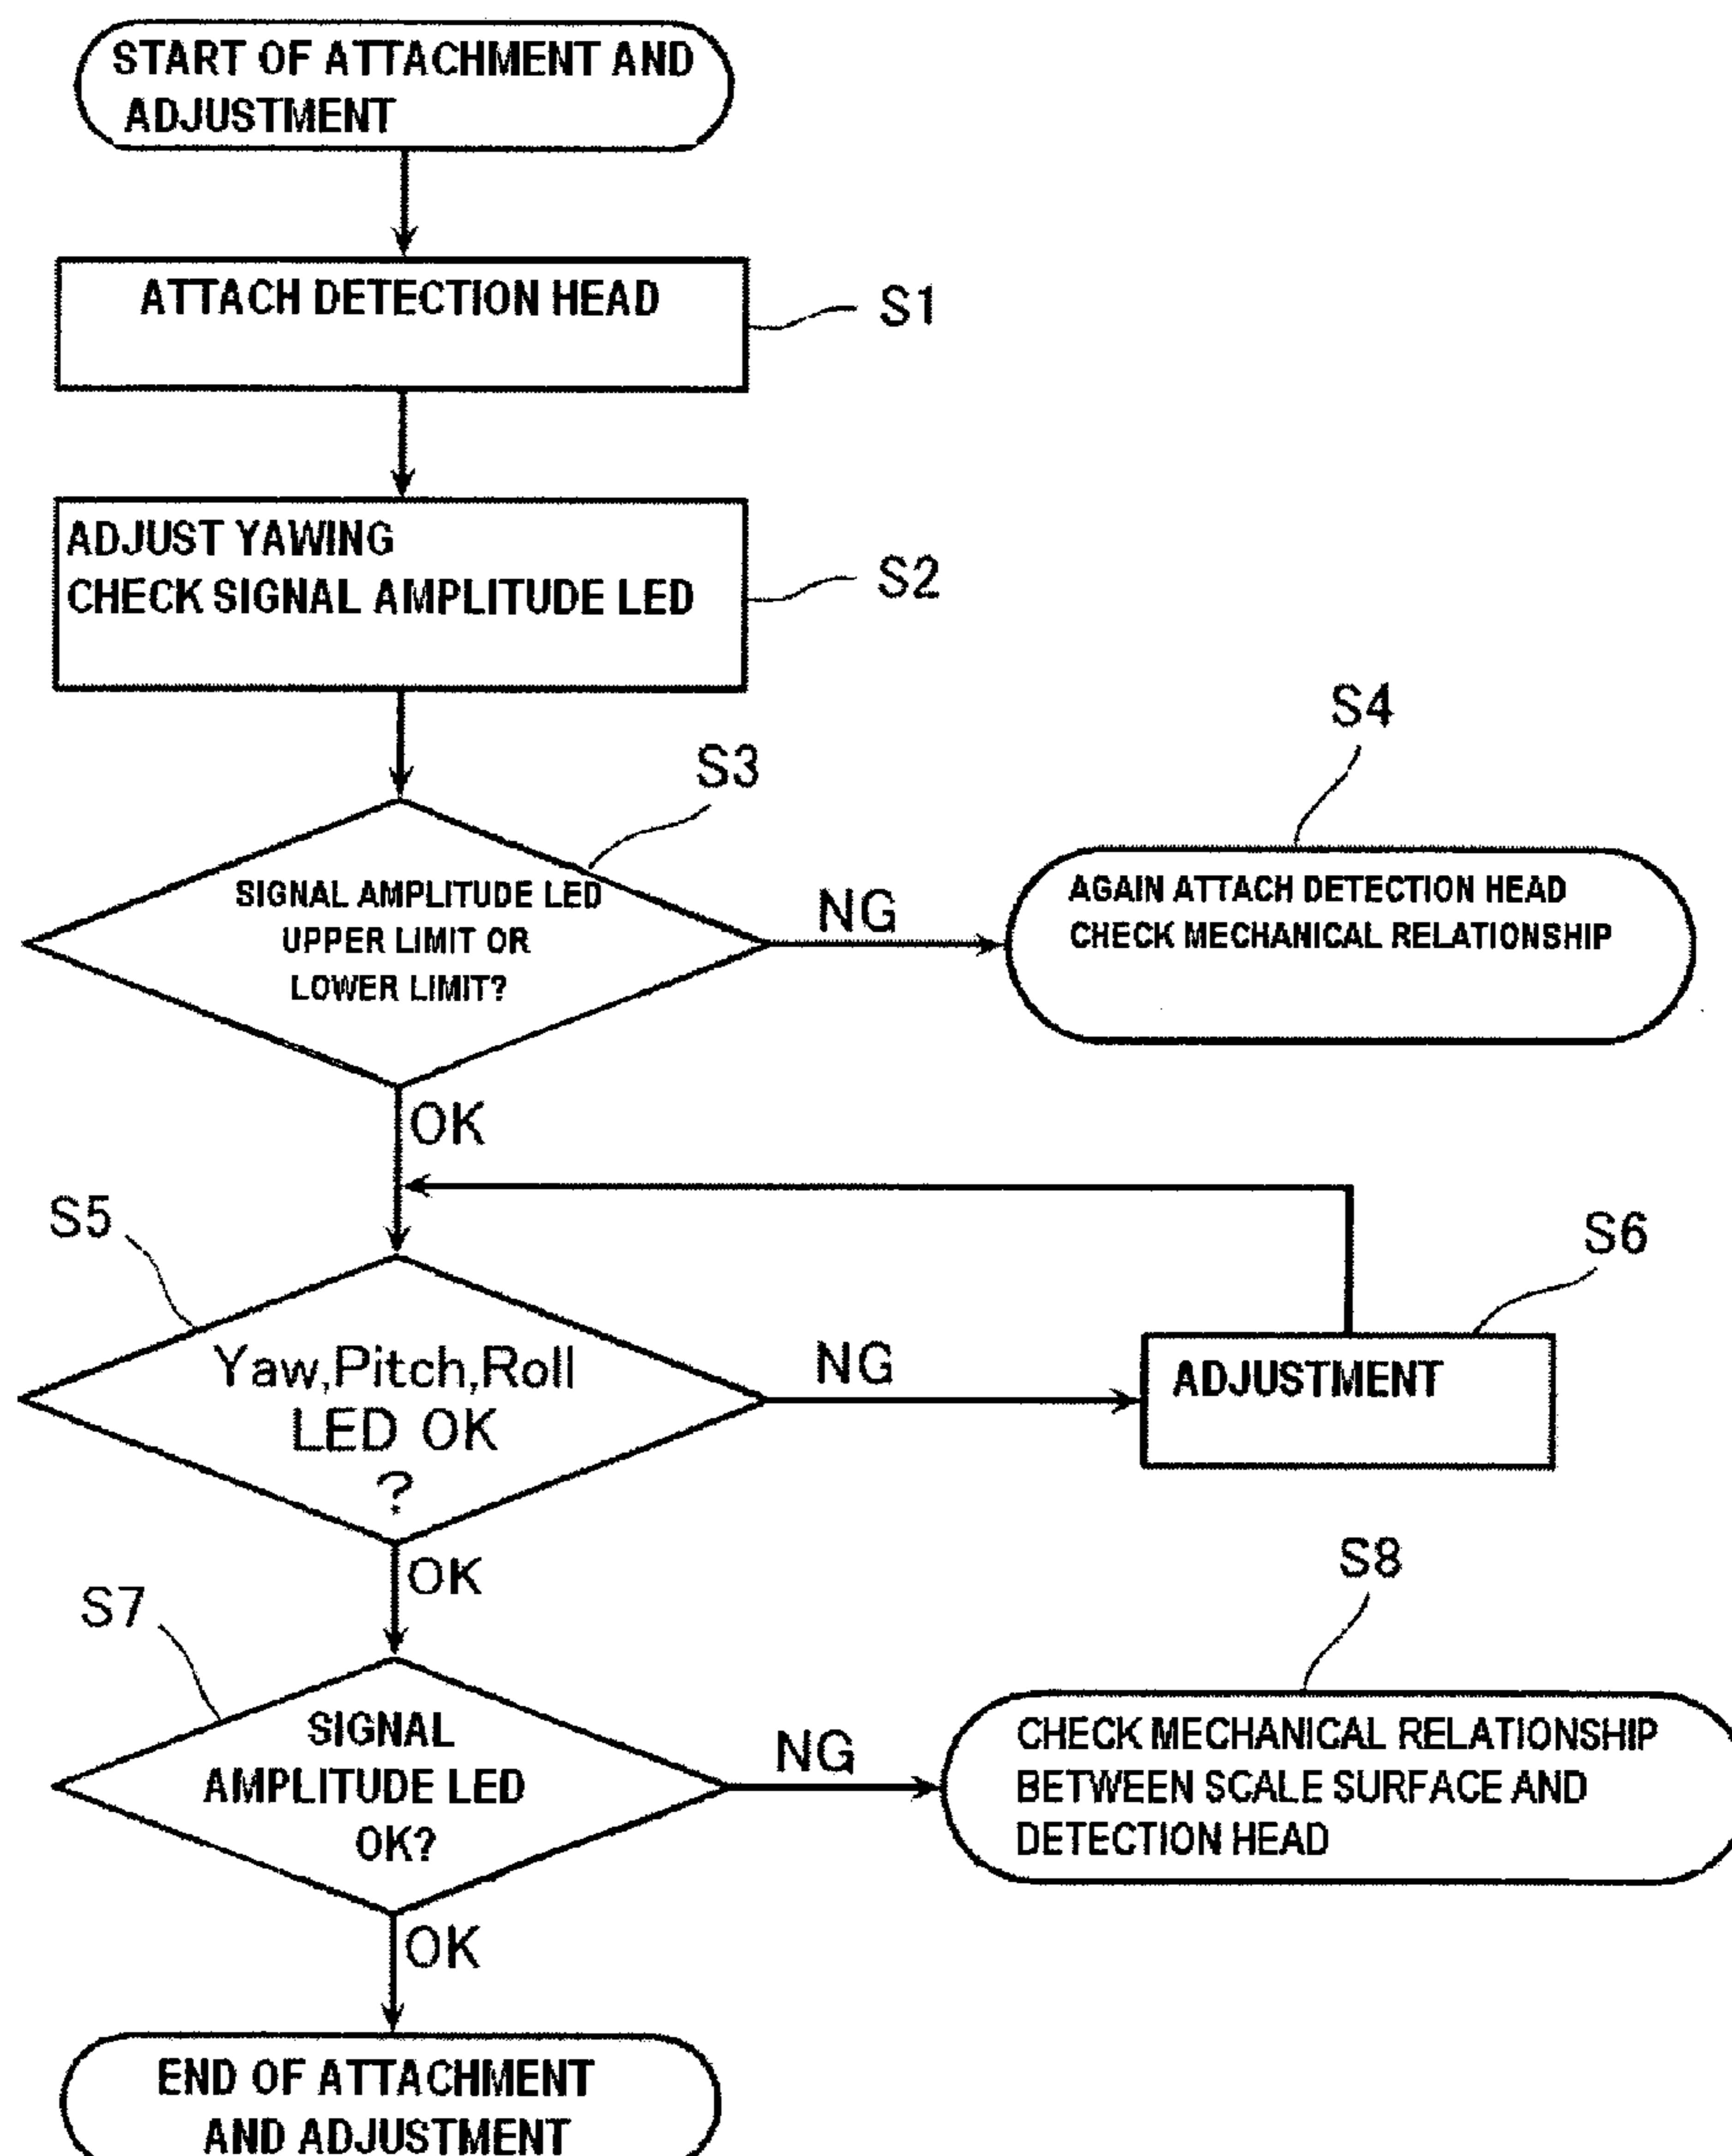 START OF ATTACHMENT AND
ADJUSTMENT
ATTACH DETECTION HEAD
S1
ADJUST YAWING
CHECK SIGNAL AMPLITUDE LED
S2
S3
SIGNAL AMPLITUDE LED
UPPER LIMIT OR
LOWER LIMIT?
NG
S4
AGAIN ATTACH DETECTION HEAD
CHECK MECHANICAL RELATIONSHIP
OK
S5
Yaw,Pitch,Roll
LED OK
?
NG
S6
ADJUSTMENT
OK
S7
SIGNAL
AMPLITUDE LED
OK?
NG
S8
CHECK MECHANICAL RELATIONSHIP
BETWEEN SCALE SURFACE AND
DETECTION HEAD
OK
END OF ATTACHMENT
AND ADJUSTMENT